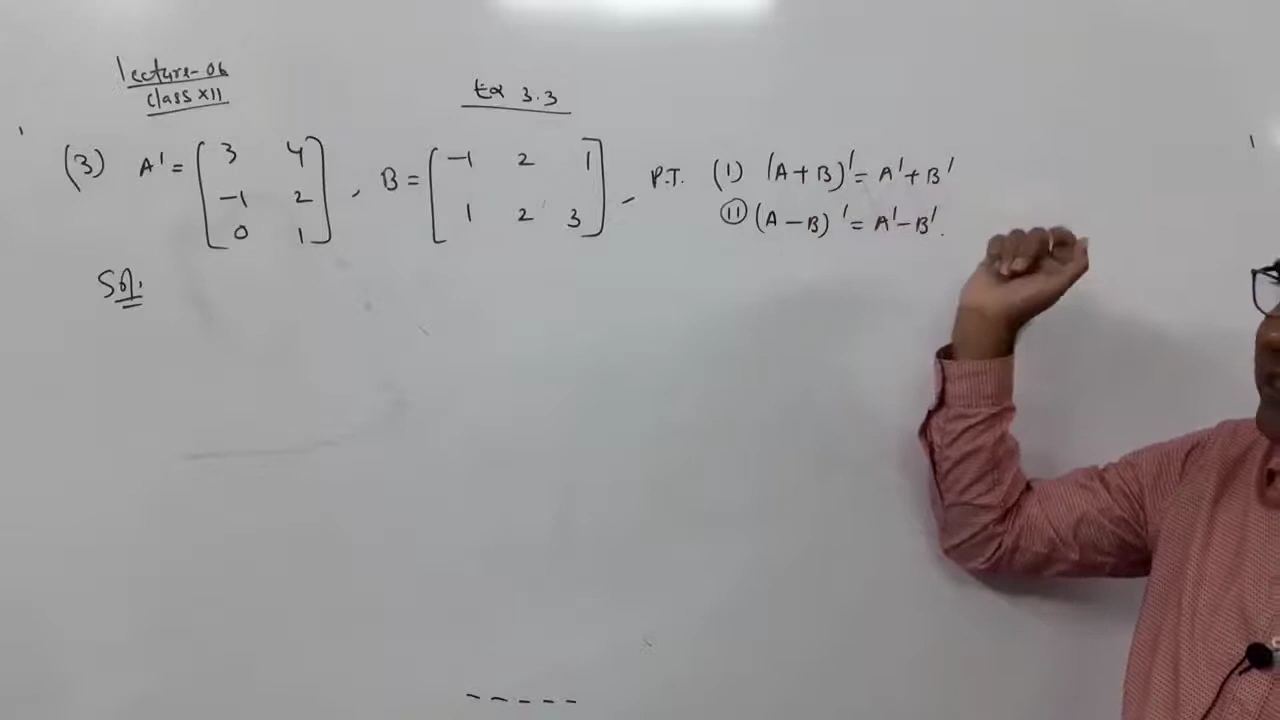 Lecture-06
Class XII
Ex 3.3
(3) A' = [3 4 -1 2 0 1] , B = [-1 2 1 1 2 3] , P.T. (I) (A+B)' = A'+B'
(II) (A-B)' = A'-B'.
Sol.